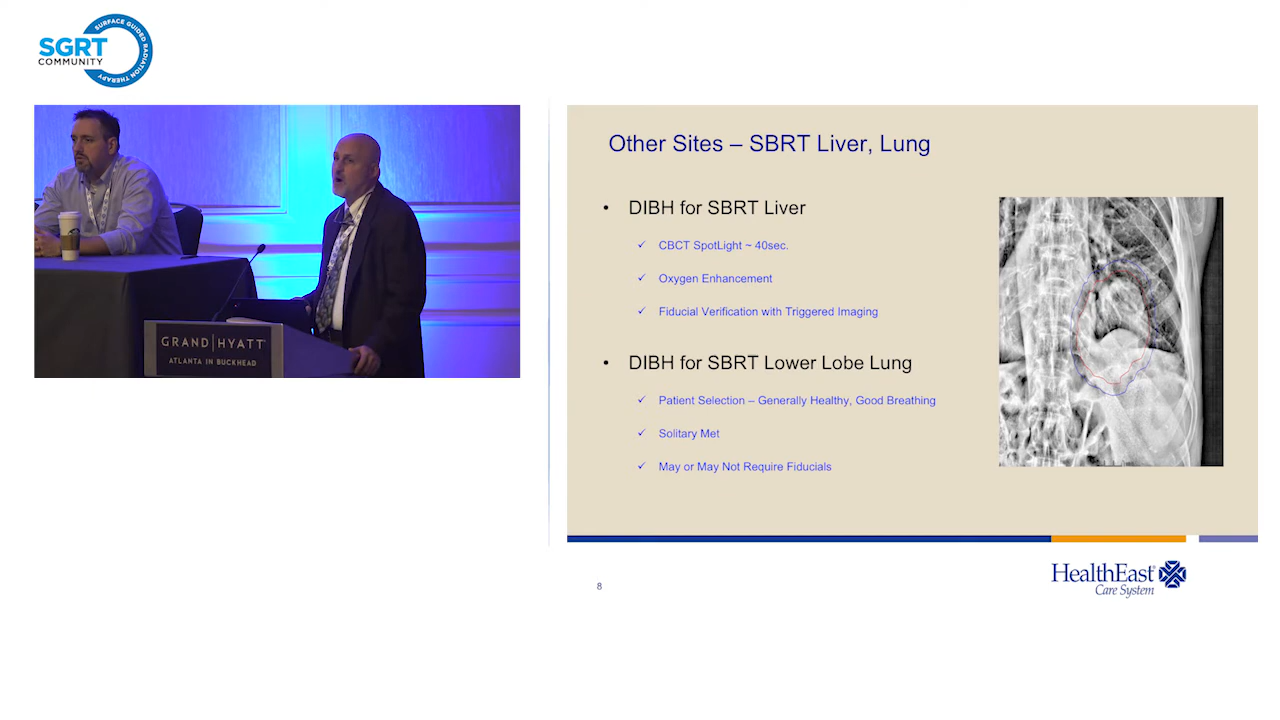 SURFACE GUIDED RADIATION THERAPY
SGRT
COMMUNITY
GRAND|HYATT
ATLANTA IN BUCKHEAD
Other Sites – SBRT Liver, Lung
• DIBH for SBRT Liver
✓ CBCT SpotLight ~ 40sec.
✓ Oxygen Enhancement
✓ Fiducial Verification with Triggered Imaging
• DIBH for SBRT Lower Lobe Lung
✓ Patient Selection – Generally Healthy, Good Breathing
✓ Solitary Met
✓ May or May Not Require Fiducials
8
HealthEast
Care System